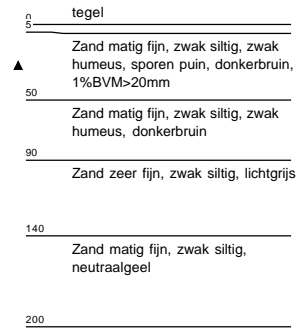 0
tegel
5
Zand matig fijn, zwak siltig, zwak
humeus, sporen puin, donkerbruin,
1%BVM>20mm
50
Zand matig fijn, zwak siltig, zwak
humeus, donkerbruin
90
Zand zeer fijn, zwak siltig, lichtgrijs
140
Zand matig fijn, zwak siltig,
neutraalgeel
200